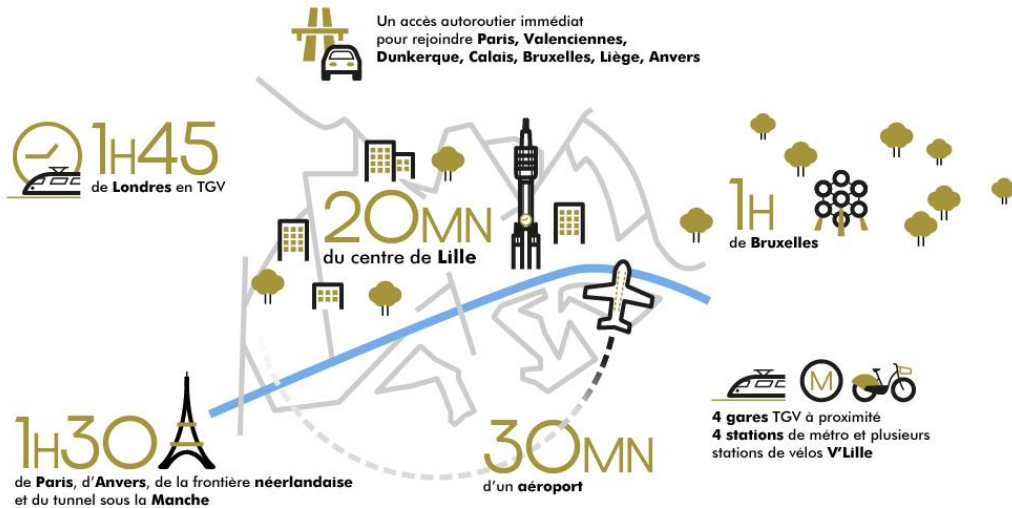 Un accès autoroutier immédiat
pour rejoindre Paris, Valenciennes,
Dunkerque, Calais, Bruxelles, Liège, Anvers
1H45
de Londres en TGV
20MN
du centre de Lille
1H
de Bruxelles
M
4 gares TGV à proximité
4 stations de métro et plusieurs
stations de vélos V'Lille
1H30
de Paris, d'Anvers, de la frontière néerlandaise
et du tunnel sous la Manche
30MN
d'un aéroport